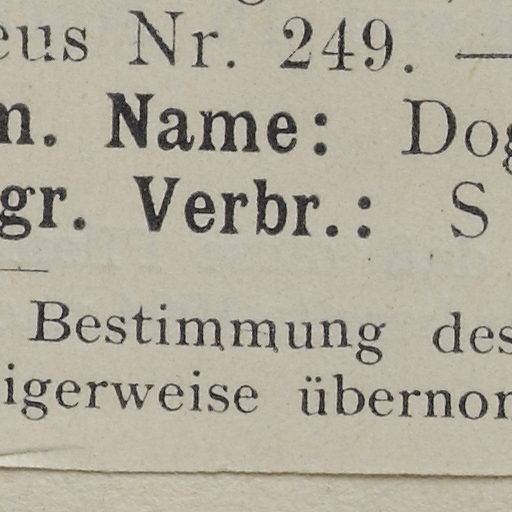 eus Nr. 249. —
m. Name: Dog
gr. Verbr.: S
Bestimmung des
igerweise übernom